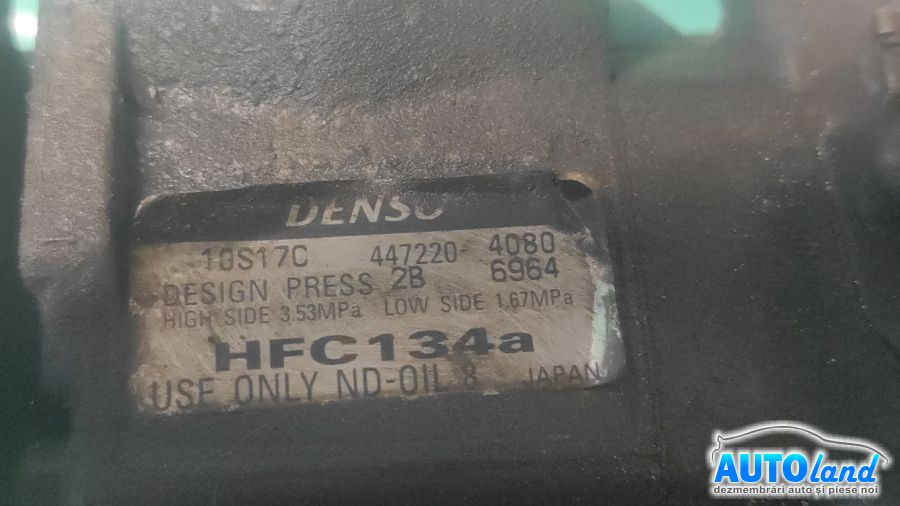 DENSO
10S17C 447220-4080
DESIGN PRESS 2B 6964
HIGH SIDE 3.53MPa LOW SIDE 1.67MPa
HFC134a
USE ONLY ND-OIL 8 JAPAN
AUTOland
dezmembrări auto și piese noi